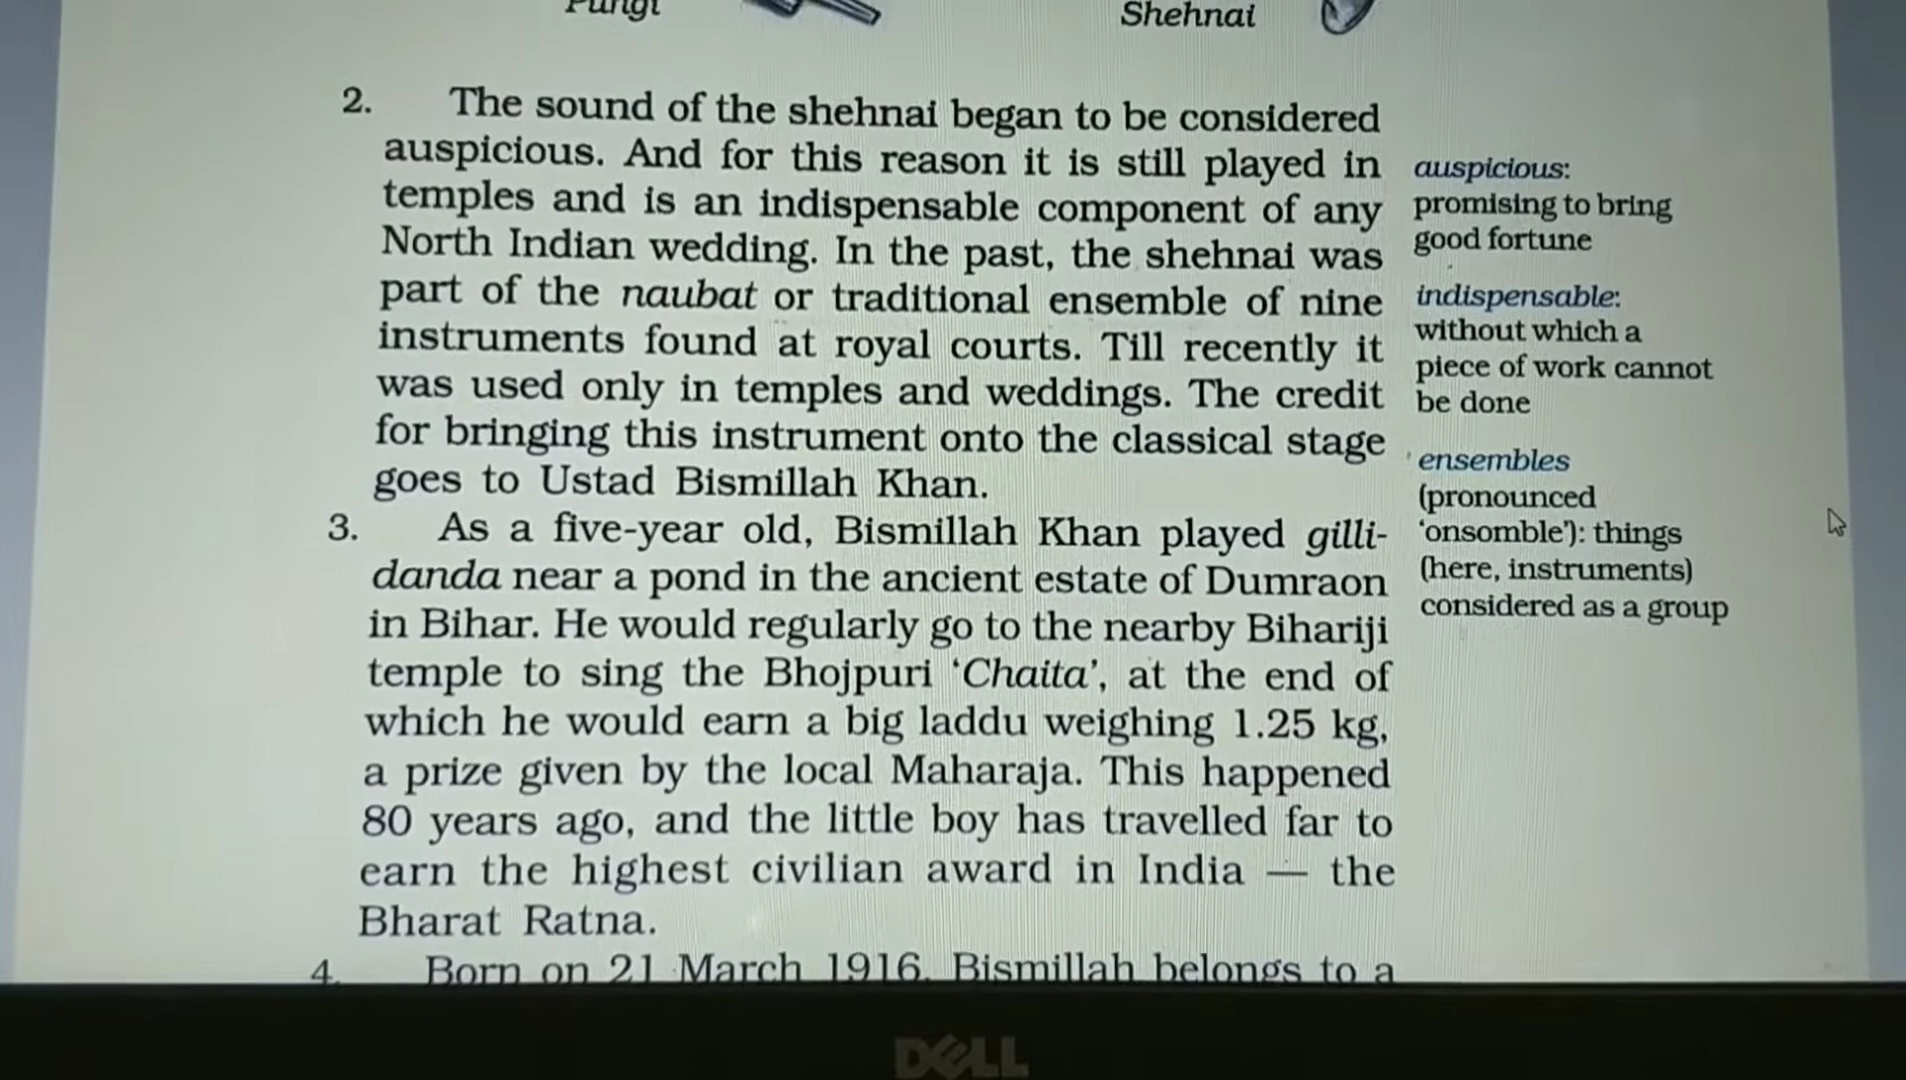 Pungi
Shehnai
2. The sound of the shehnai began to be considered
auspicious. And for this reason it is still played in
temples and is an indispensable component of any
North Indian wedding. In the past, the shehnai was
part of the naubat or traditional ensemble of nine
instruments found at royal courts. Till recently it
was used only in temples and weddings. The credit
for bringing this instrument onto the classical stage
goes to Ustad Bismillah Khan.
3. As a five-year old, Bismillah Khan played gilli-
danda near a pond in the ancient estate of Dumraon
in Bihar. He would regularly go to the nearby Bihariji
temple to sing the Bhojpuri ‘Chaita’, at the end of
which he would earn a big laddu weighing 1.25 kg,
a prize given by the local Maharaja. This happened
80 years ago, and the little boy has travelled far to
earn the highest civilian award in India — the
Bharat Ratna.
4. Born on 21 March 1916, Bismillah belongs to a
auspicious:
promising to bring
good fortune
indispensable:
without which a
piece of work cannot
be done
ensembles
(pronounced
‘onsomble’): things
(here, instruments)
considered as a group
DELL